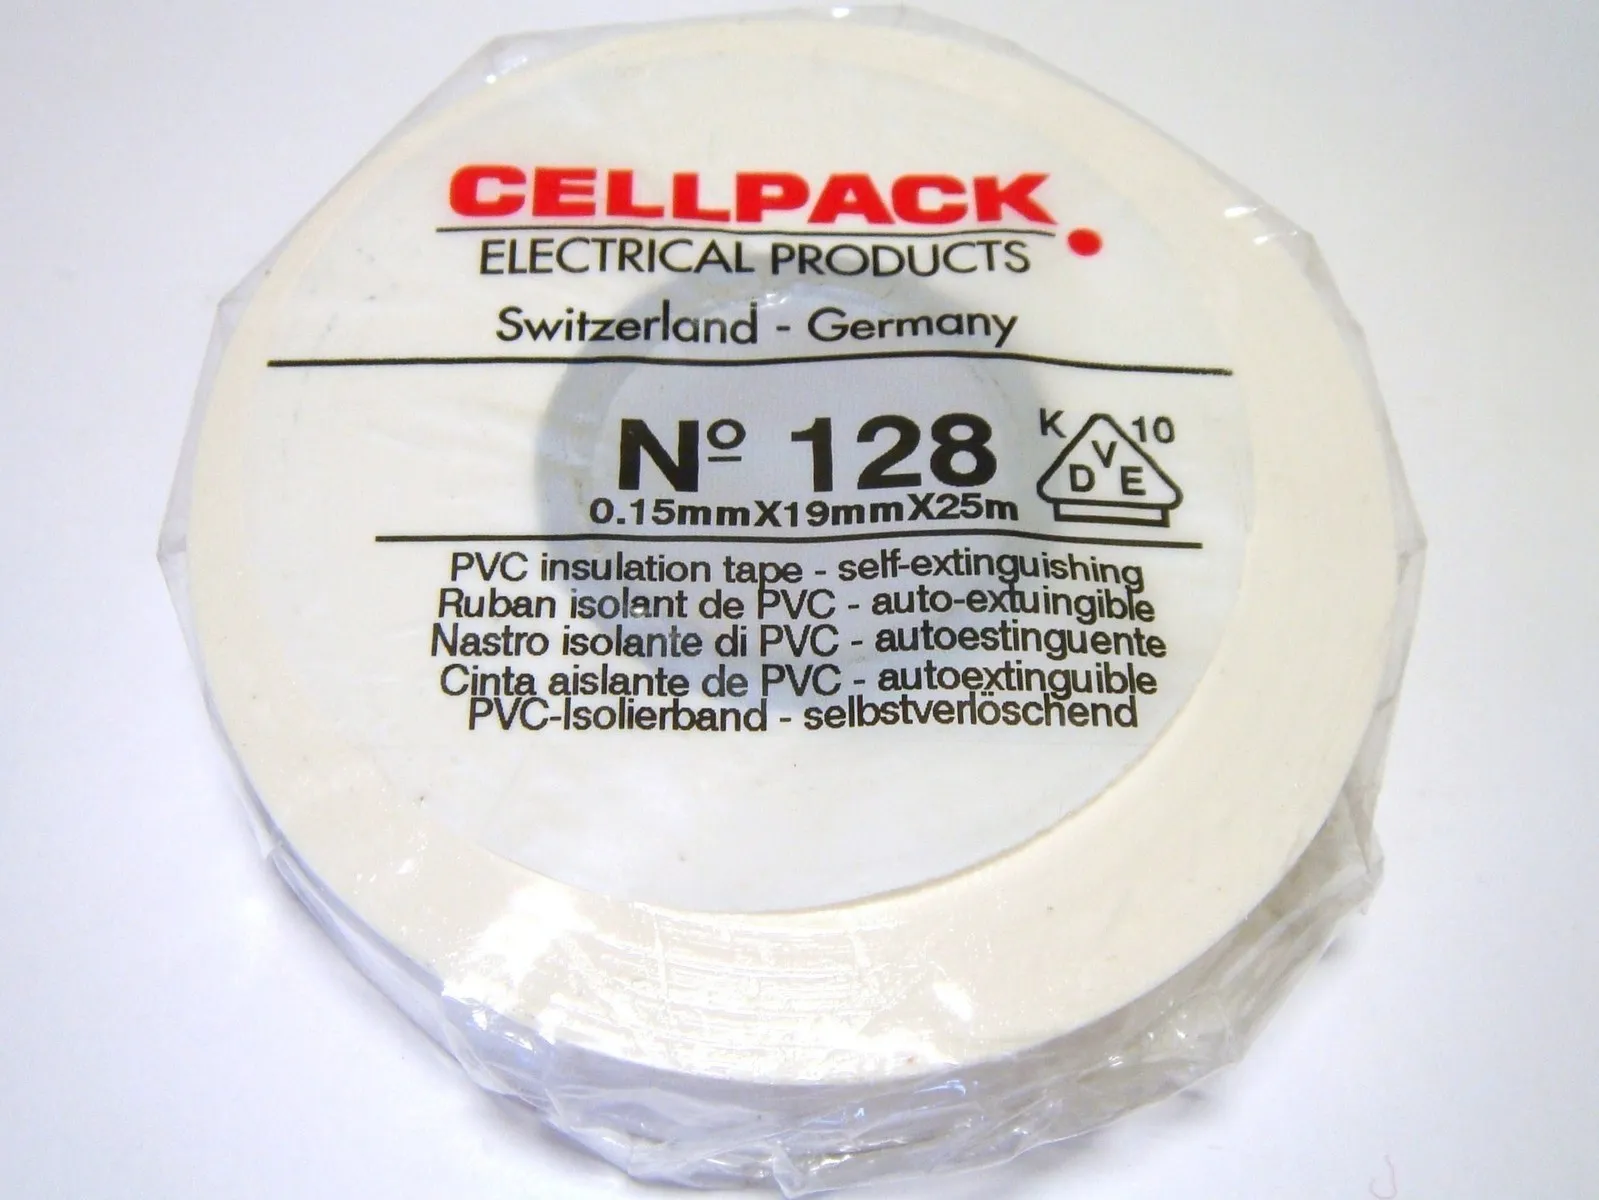 CELLPACK.
ELECTRICAL PRODUCTS
Switzerland - Germany
Nº 128
K VDE 10
0.15mmX19mmX25m
PVC insulation tape - self-extinguishing
Ruban isolant de PVC - auto-extuingible
Nastro isolante di PVC - autoestinguente
Cinta aislante de PVC - autoextinguible
PVC-Isolierband - selbstverlöschend